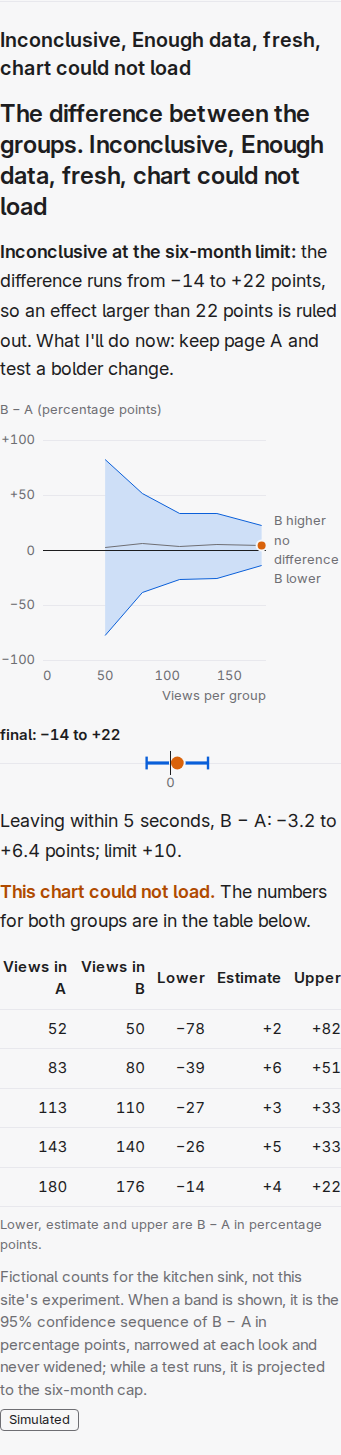 Inconclusive, Enough data, fresh,
chart could not load
The difference between the
groups. Inconclusive, Enough
data, fresh, chart could not
load
Inconclusive at the six-month limit: the
difference runs from −14 to +22 points,
so an effect larger than 22 points is ruled
out. What I'll do now: keep page A and
test a bolder change.
B − A (percentage points)
+100
+50
0
−50
−100
B higher
no
difference
B lower
0 50 100 150
Views per group
final: −14 to +22
0
Leaving within 5 seconds, B − A: −3.2 to
+6.4 points; limit +10.
This chart could not load. The numbers
for both groups are in the table below.
Views in A Views in B Lower Estimate Upper
52 50 −78 +2 +82
83 80 −39 +6 +51
113 110 −27 +3 +33
143 140 −26 +5 +33
180 176 −14 +4 +22
Lower, estimate and upper are B − A in percentage
points.
Fictional counts for the kitchen sink, not this
site's experiment. When a band is shown, it is the
95% confidence sequence of B − A in
percentage points, narrowed at each look and
never widened; while a test runs, it is projected
to the six-month cap.
Simulated